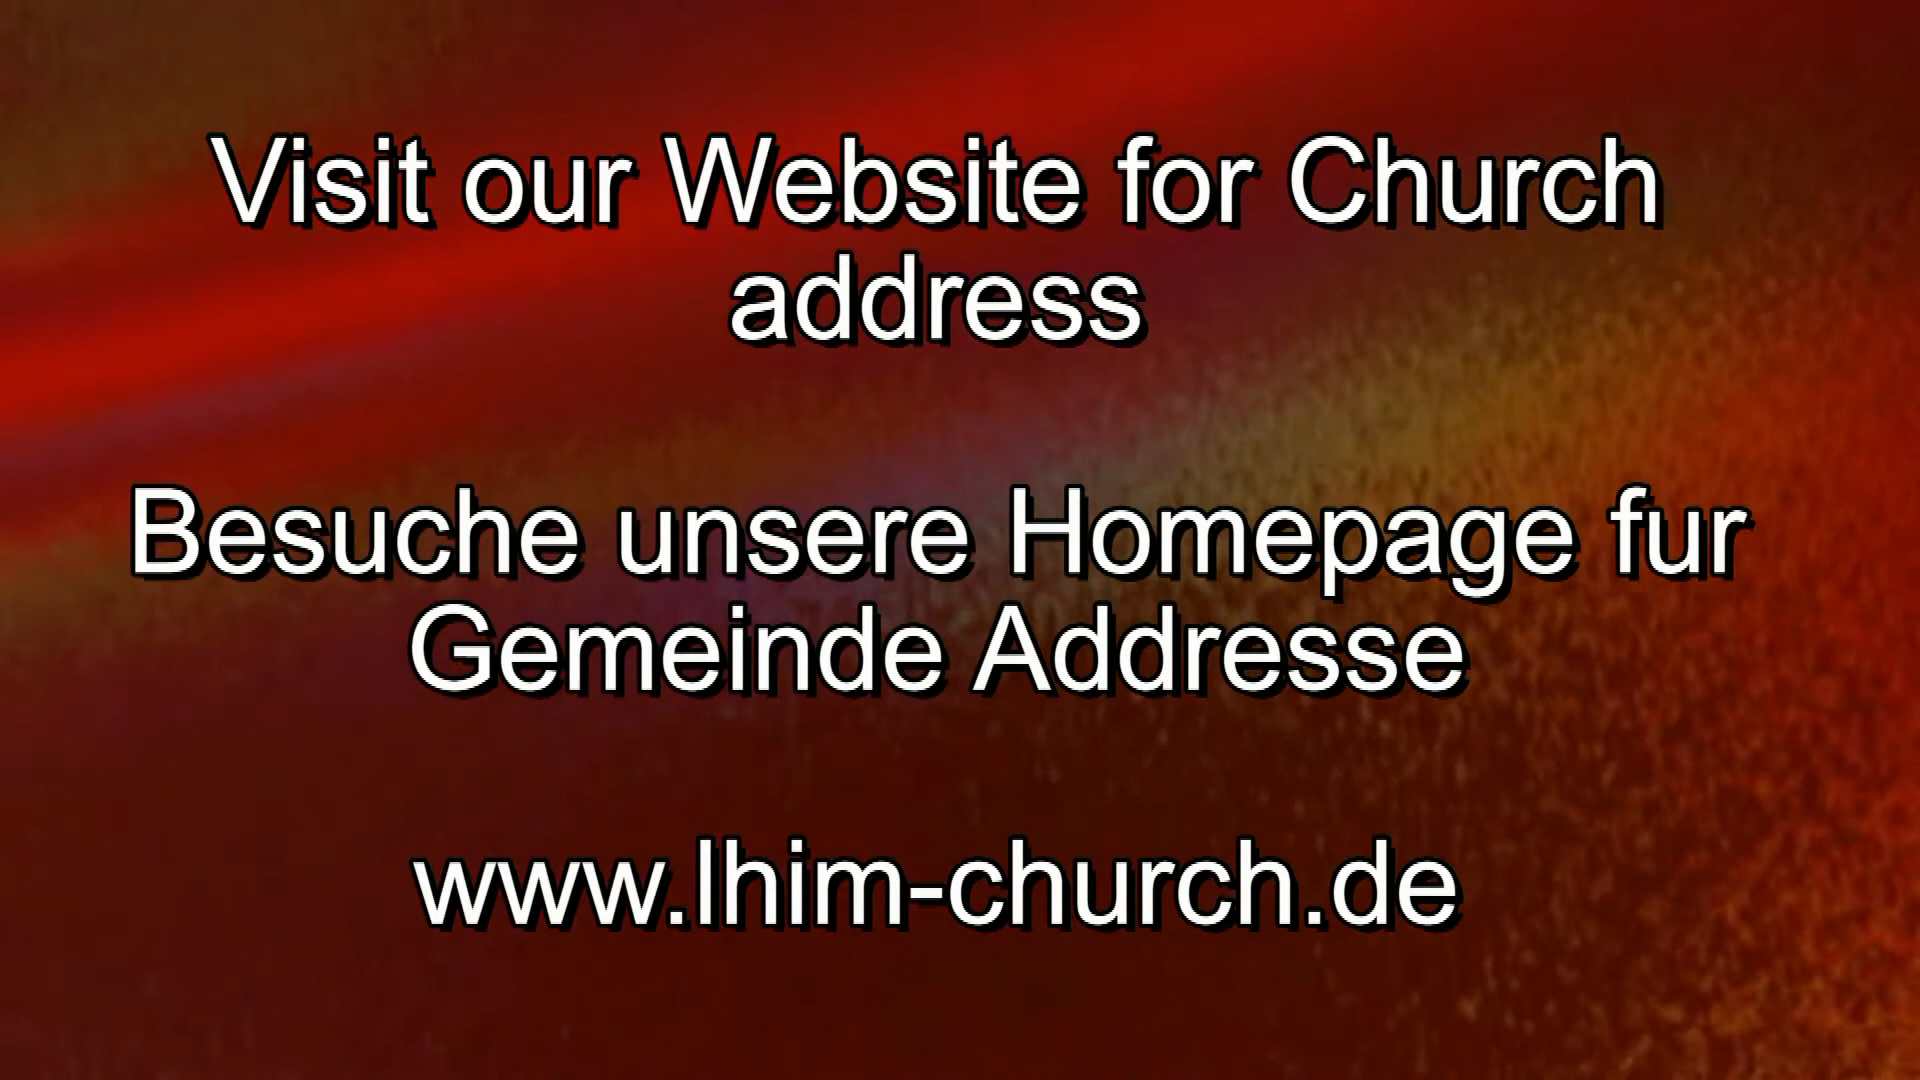 Visit our Website for Church
address
Besuche unsere Homepage fur
Gemeinde Addresse
www.lhim-church.de